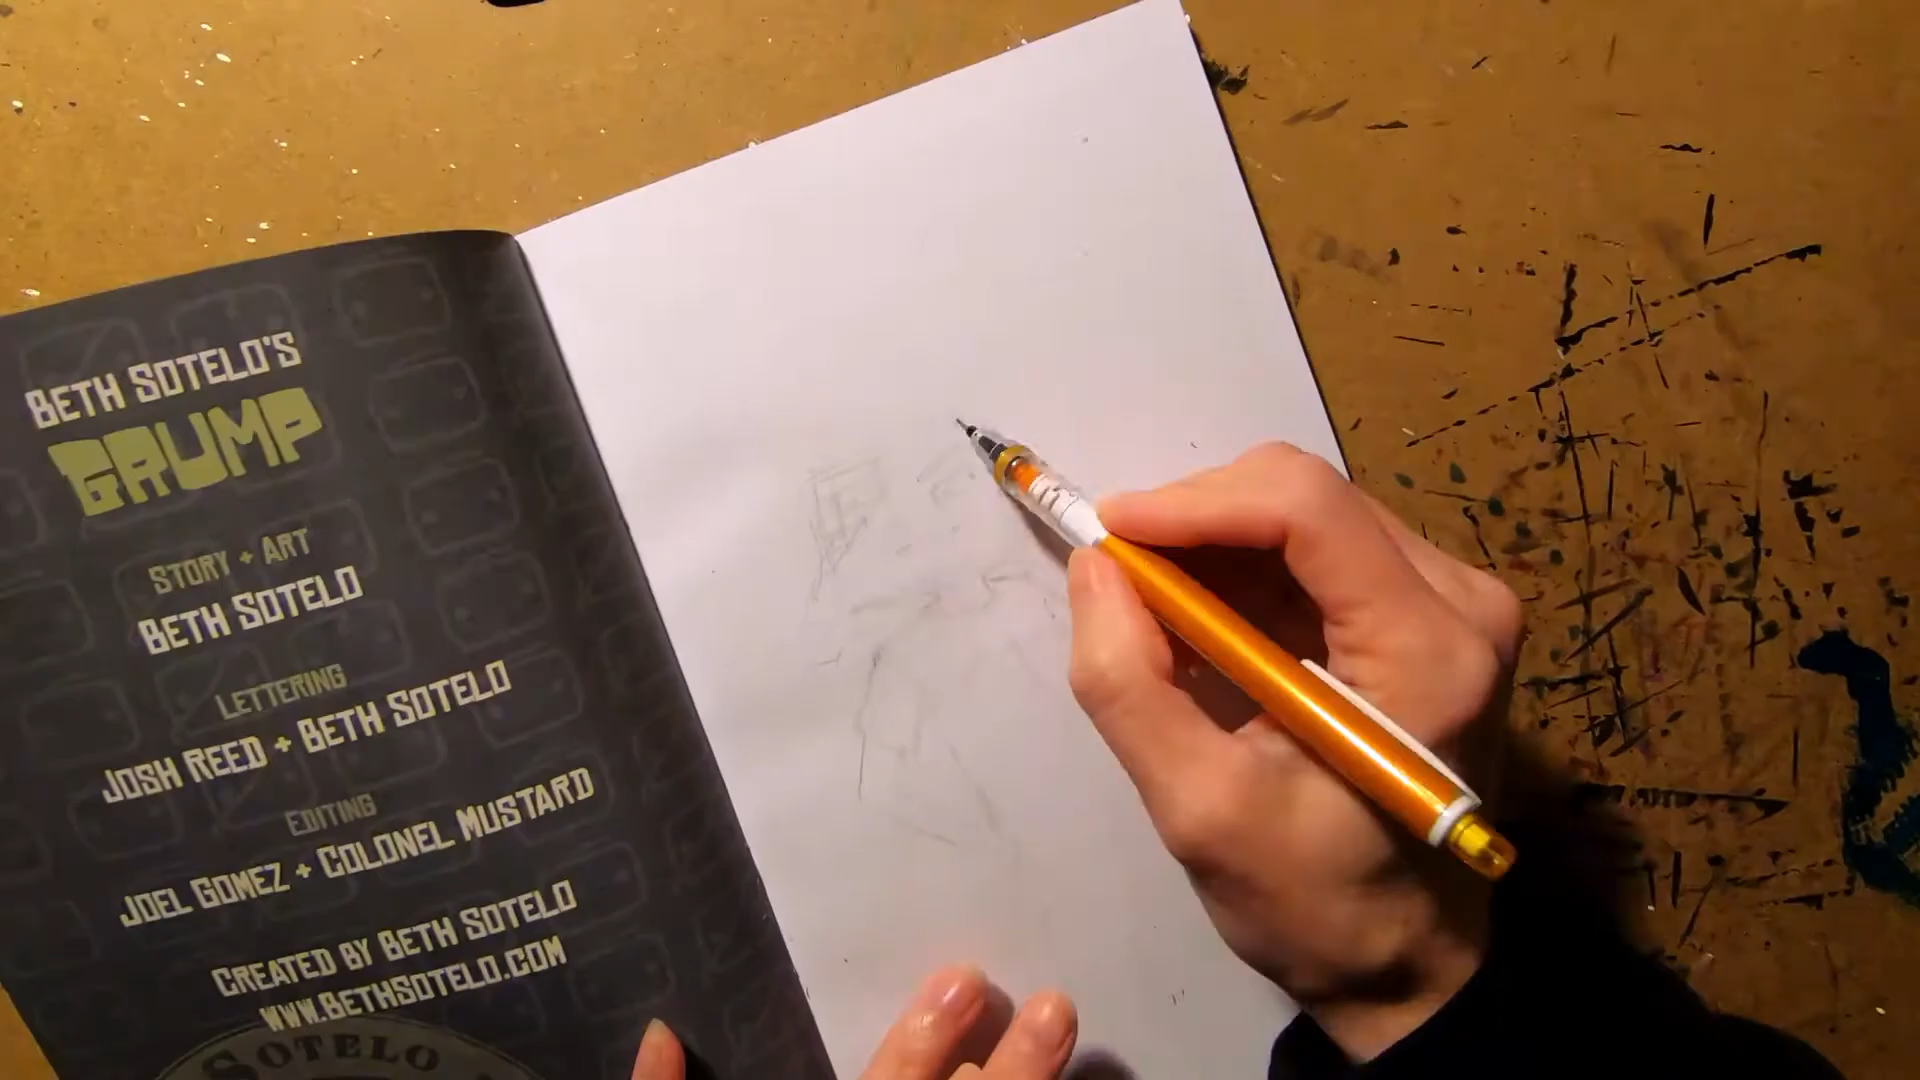 BETH SOTELO'S
GRUMP
STORY + ART
BETH SOTELO
LETTERING
JOSH REED + BETH SOTELO
EDITING
JOEL GOMEZ + COLONEL MUSTARD
CREATED BY BETH SOTELO
WWW.BETHSOTELO.COM
SOTELO